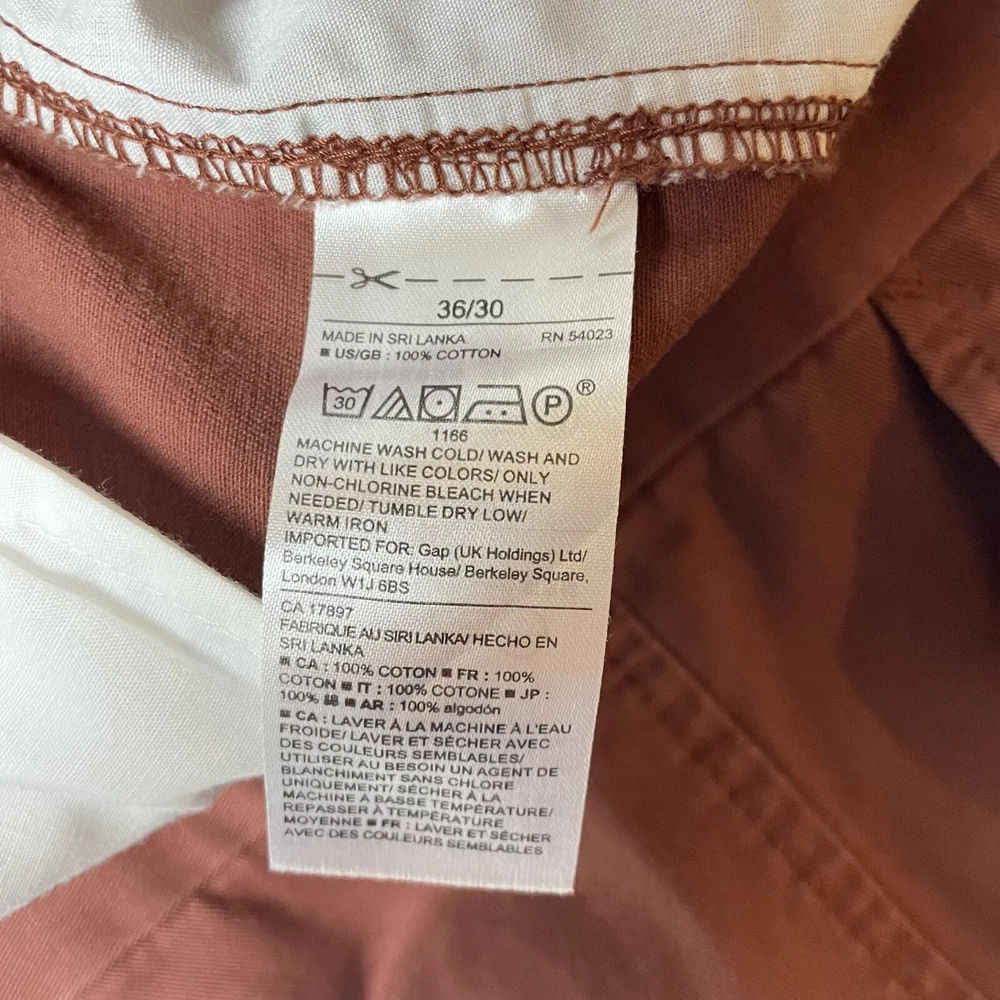 36/30
MADE IN SRI LANKA RN 54023
US/GB : 100% COTTON
30 P ®
1166
MACHINE WASH COLD/ WASH AND
DRY WITH LIKE COLORS/ ONLY
NON-CHLORINE BLEACH WHEN
NEEDED/ TUMBLE DRY LOW/
WARM IRON
IMPORTED FOR: Gap (UK Holdings) Ltd/
Berkeley Square House/ Berkeley Square,
London W1J 6BS
CA 17897
FABRIQUE AU SIRI LANKA/ HECHO EN
SRI LANKA
CA : 100% COTON FR : 100%
COTON IT : 100% COTONE JP :
100% 綿 AR : 100% algodón
CA : LAVER À LA MACHINE À L'EAU
FROIDE/ LAVER ET SÉCHER AVEC
DES COULEURS SEMBLABLES/
UTILISER AU BESOIN UN AGENT DE
BLANCHIMENT SANS CHLORE
UNIQUEMENT/ SÉCHER À LA
MACHINE À BASSE TEMPÉRATURE/
REPASSER À TEMPÉRATURE
MOYENNE FR : LAVER ET SÉCHER
AVEC DES COULEURS SEMBLABLES